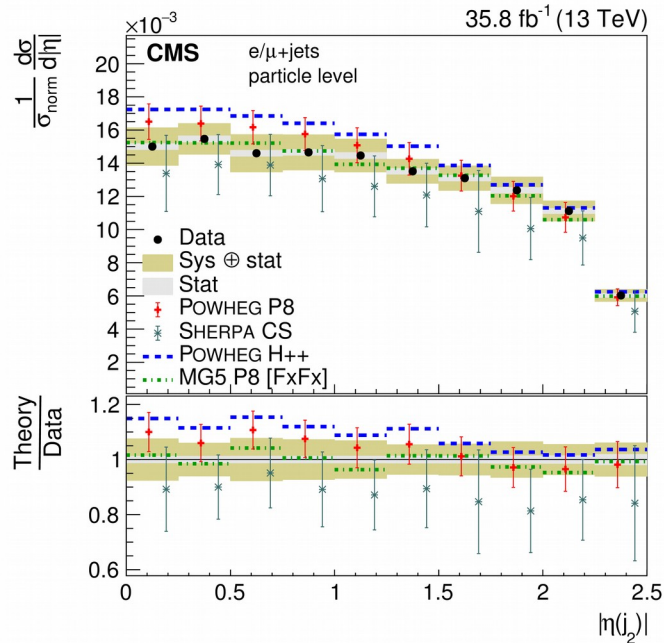 ×10⁻³
35.8 fb⁻¹ (13 TeV)
CMS
e/μ+jets
particle level
1/σnorm dσ/d|η|
20
18
16
14
12
10
8
6
4
2
Data
Sys ⊕ stat
Stat
POWHEG P8
SHERPA CS
POWHEG H++
MG5 P8 [FxFx]
Theory
Data
1.2
1
0.8
0.6
0
0.5
1
1.5
2
2.5
|η(j₂)|